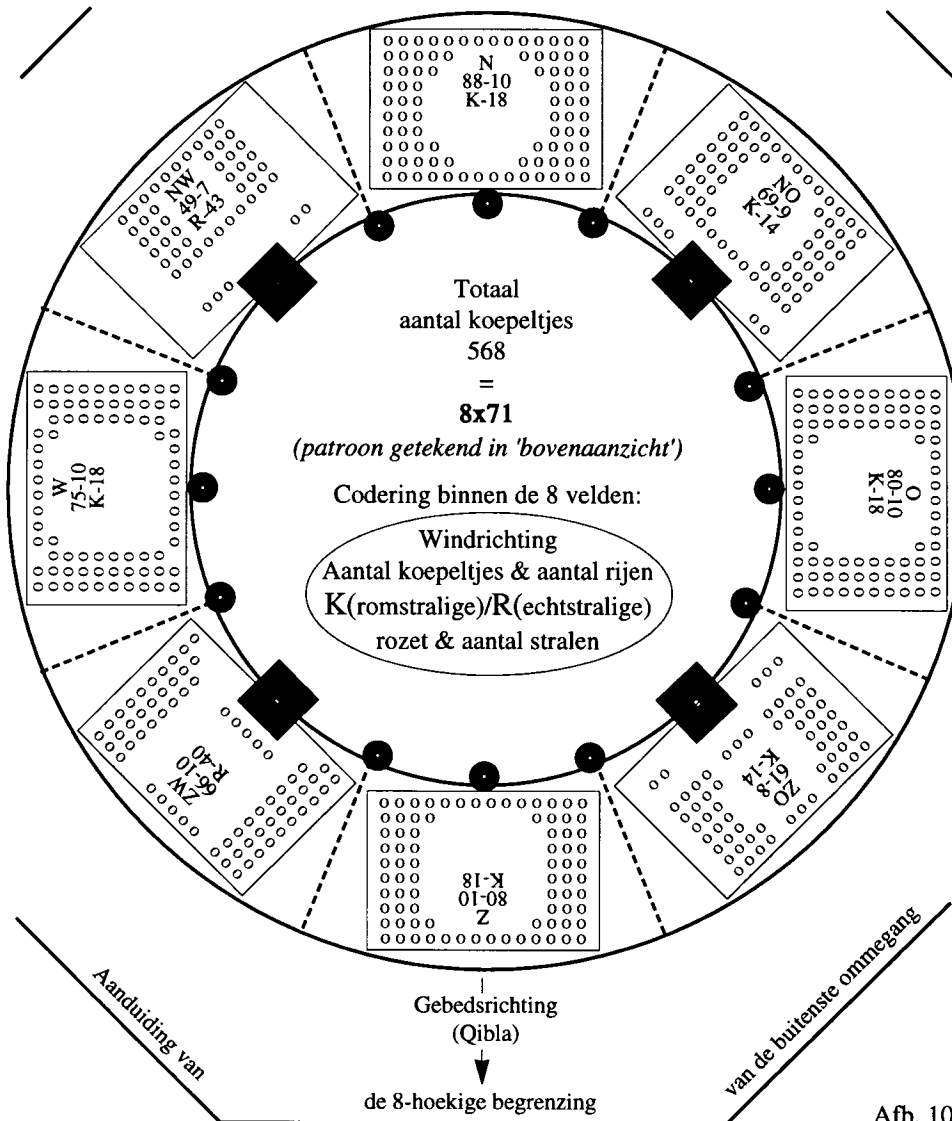 N
88-10
K-18
NW
49-7
R-43
NO
69-9
K-14
Totaal
aantal koepeltjes
568
=
8x71
(patroon getekend in 'bovenaanzicht')
Codering binnen de 8 velden:
Windrichting
Aantal koepeltjes & aantal rijen
K(romstralige)/R(echtstralige)
rozet & aantal stralen
W
75-10
K-18
O
80-10
K-18
ZW
66-10
R-40
ZO
61-8
K-14
Z
80-10
K-18
Gebedsrichting
(Qibla)
Aanduiding van
de 8-hoekige begrenzing
van de buitenste ommegang
Afb. 10